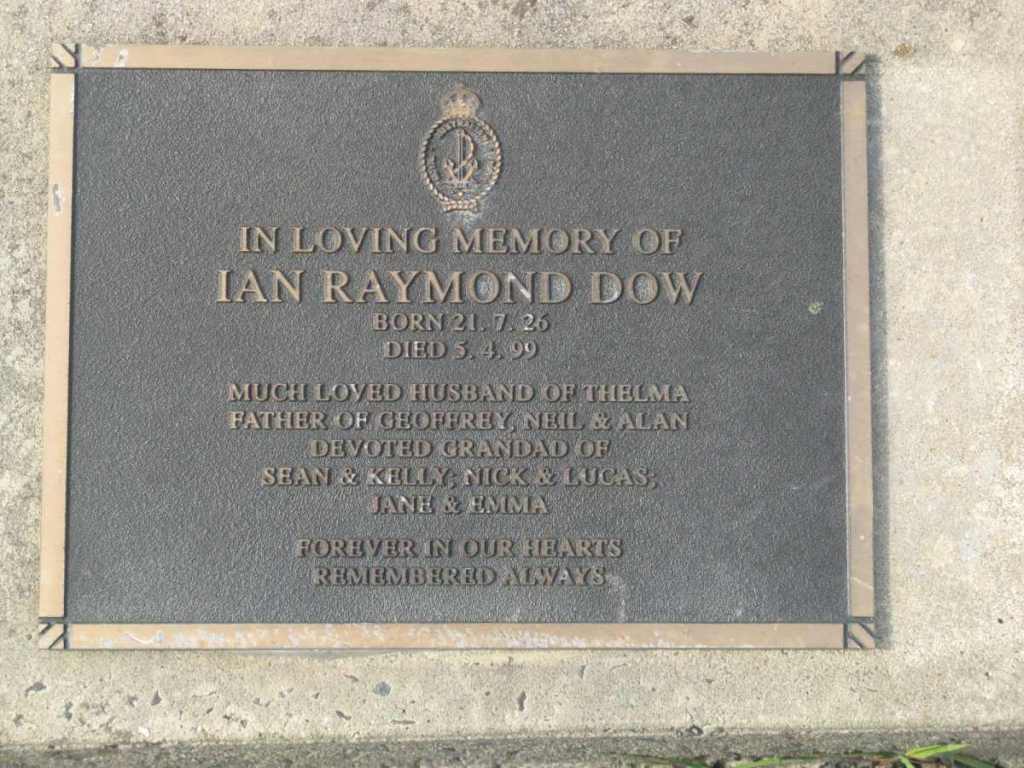 IN LOVING MEMORY OF
IAN RAYMOND DOW
BORN 21. 7. 26
DIED 5. 4. 99
MUCH LOVED HUSBAND OF THELMA
FATHER OF GEOFFREY, NEIL & ALAN
DEVOTED GRANDAD OF
SEAN & KELLY; NICK & LUCAS;
JANE & EMMA
FOREVER IN OUR HEARTS
REMEMBERED ALWAYS